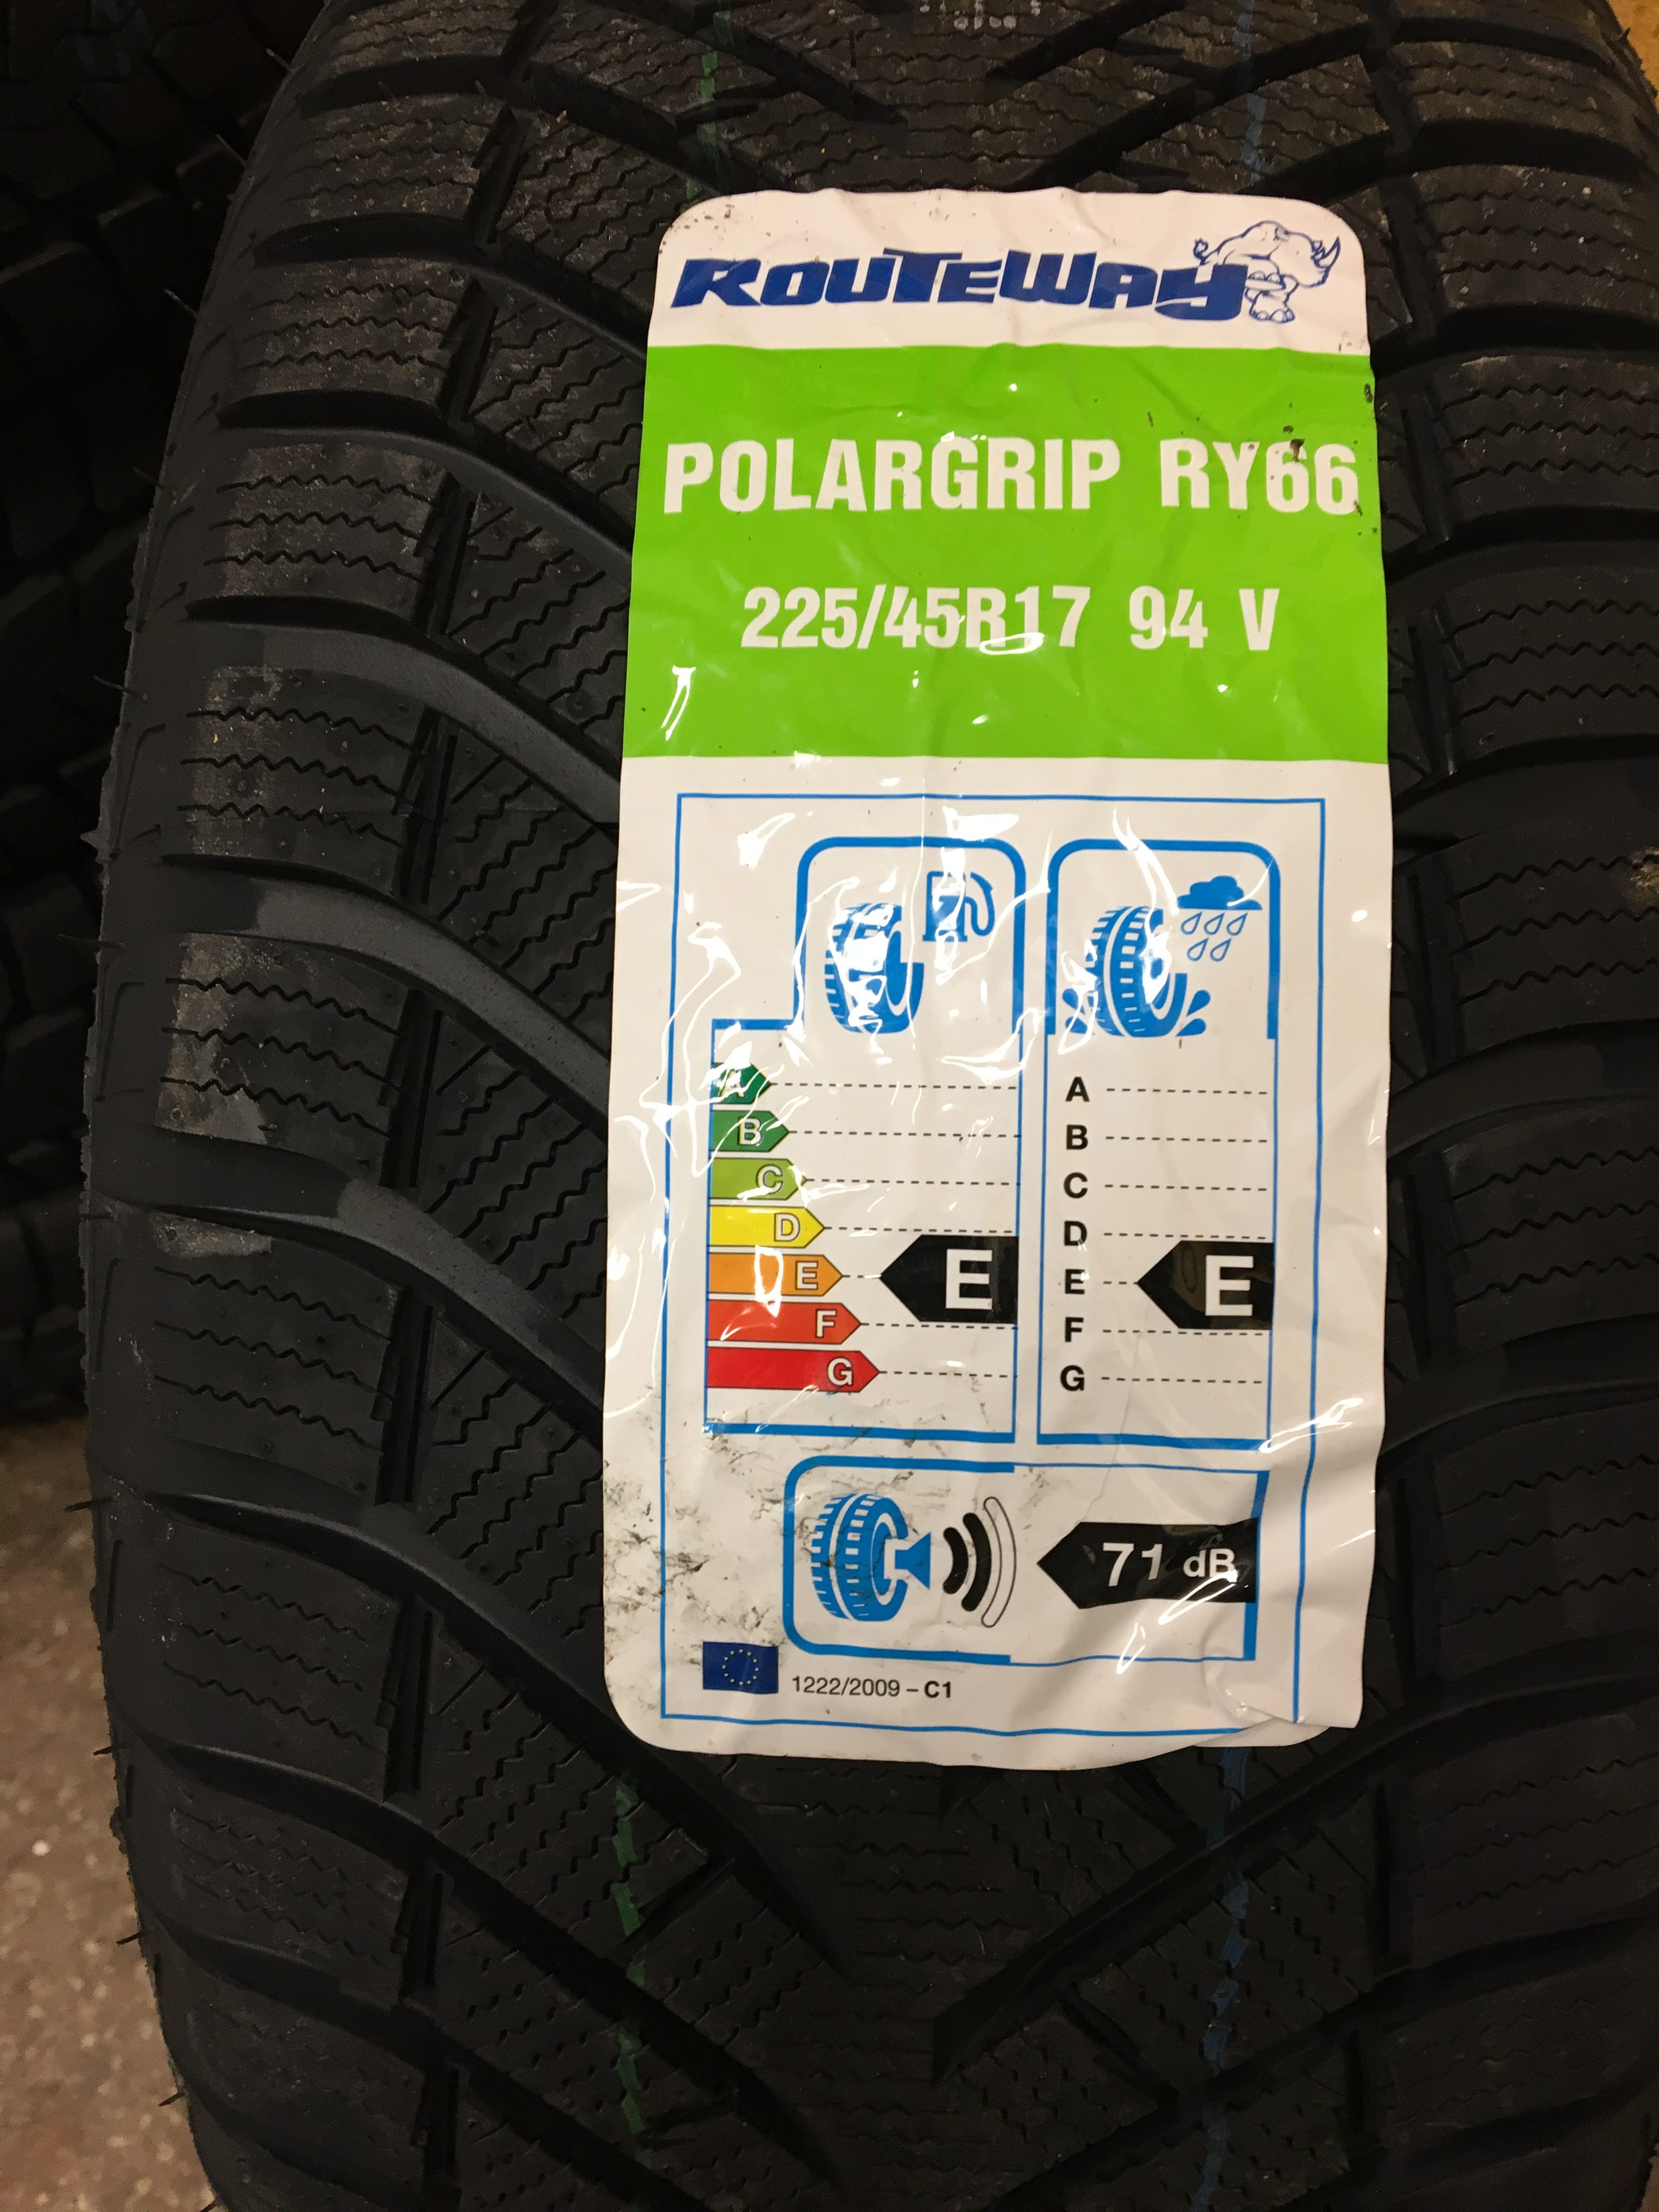 ROUTEWAY
POLARGRIP RY66
225/45R17 94 V
A
B
C
D
E
F
G
E
A
B
C
D
E
F
G
E
71 dB
1222/2009 – C1